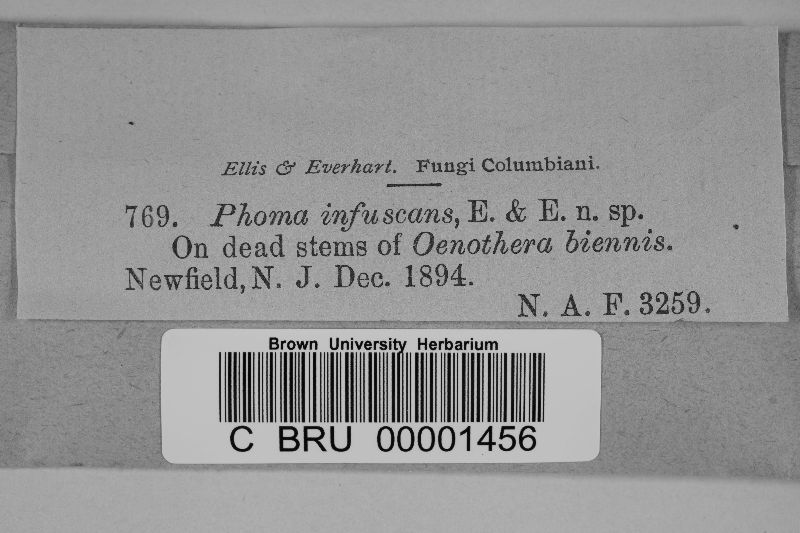 Ellis & Everhart. Fungi Columbiani.
769. Phoma infuscans, E. & E. n. sp.
On dead stems of Oenothera biennis.
Newfield, N. J. Dec. 1894.
N. A. F. 3259.
Brown University Herbarium
C BRU 00001456